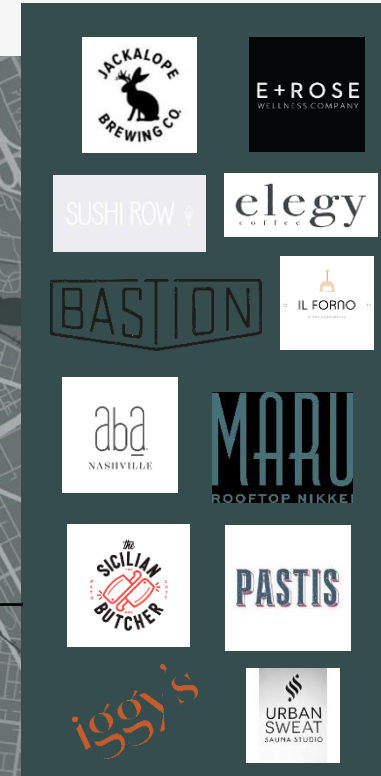 JACKALOPE
BREWING CO.
E+ROSE
WELLNESS COMPANY
SUSHI ROW
elegy
coffee
BASTION
IL FORNO
aba
NASHVILLE
MARU
ROOFTOP NIKKEI
the
SICILIAN
BUTCHER
PASTIS
iggy's
URBAN
SWEAT
SAUNA STUDIO